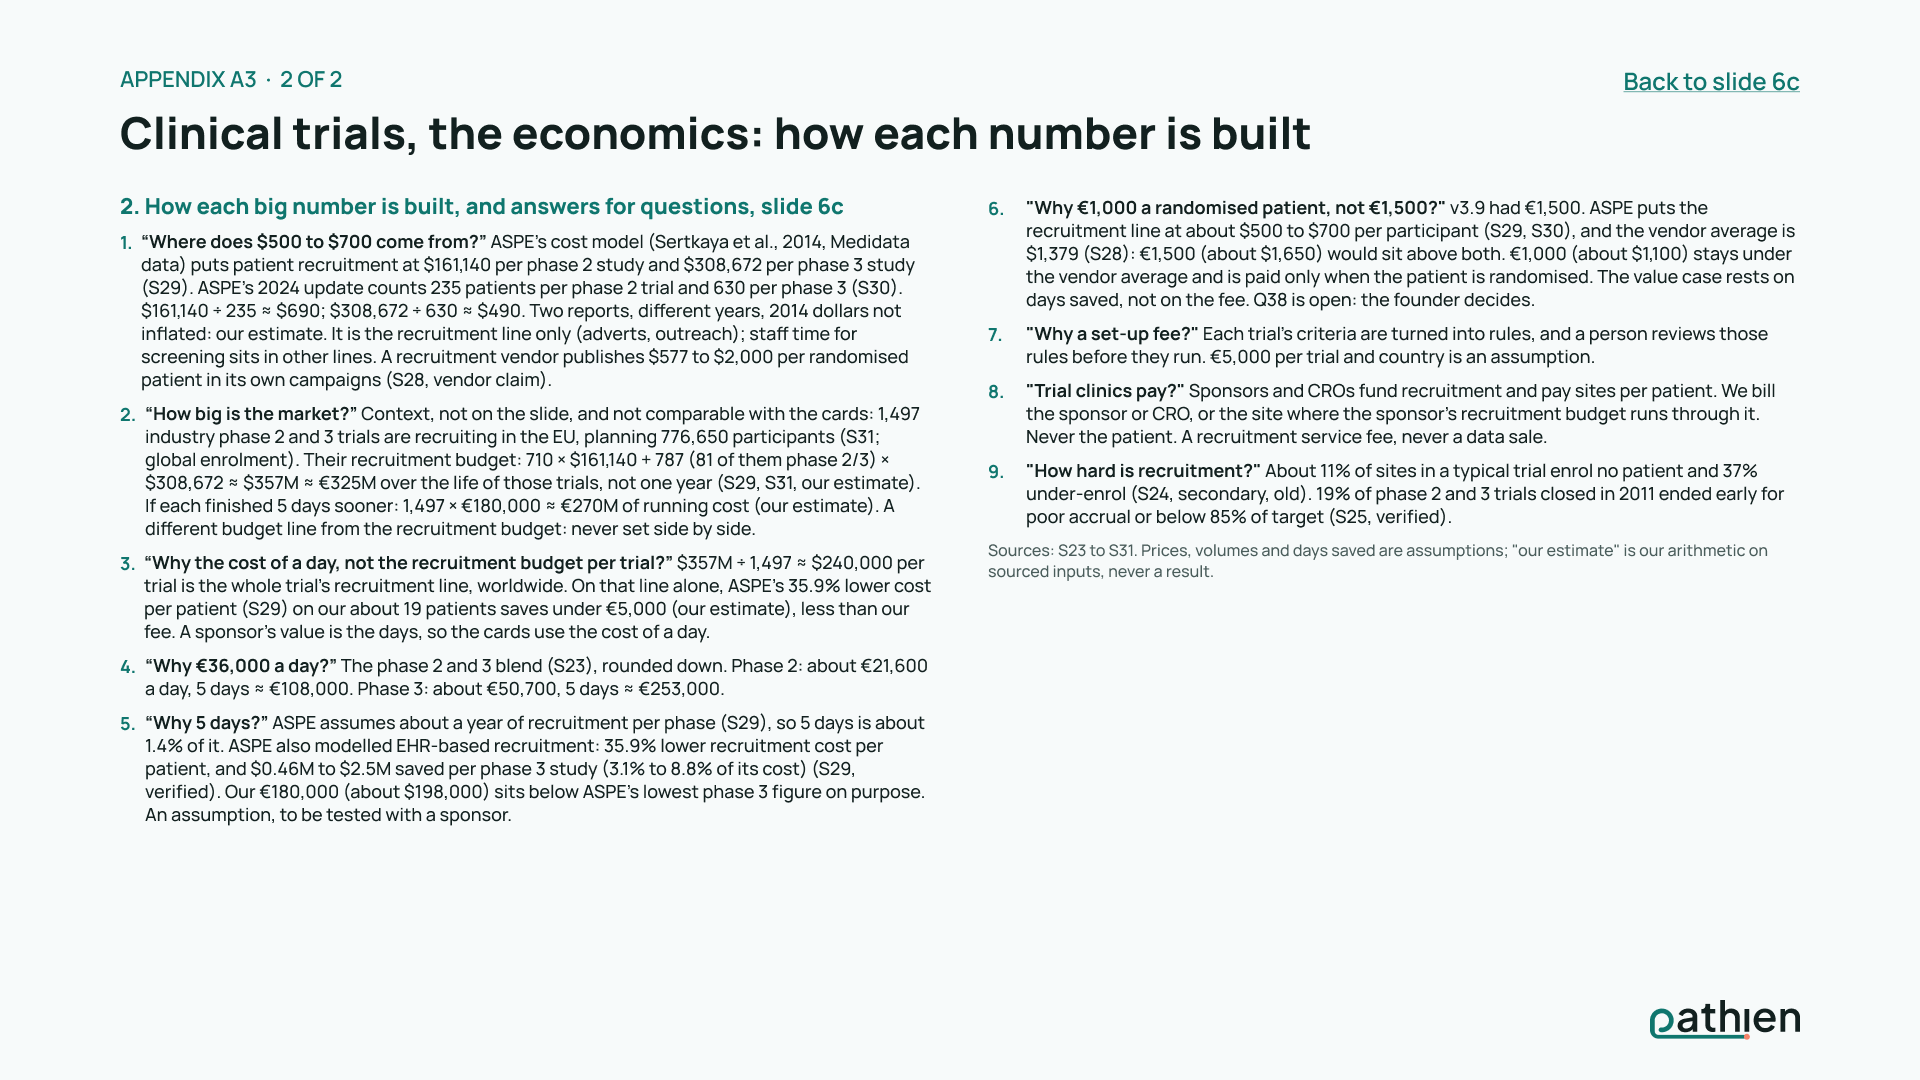 APPENDIX A3 · 2 OF 2
Back to slide 6c
Clinical trials, the economics: how each number is built
2. How each big number is built, and answers for questions, slide 6c
1. “Where does $500 to $700 come from?” ASPE’s cost model (Sertkaya et al., 2014, Medidata
data) puts patient recruitment at $161,140 per phase 2 study and $308,672 per phase 3 study
(S29). ASPE’s 2024 update counts 235 patients per phase 2 trial and 630 per phase 3 (S30).
$161,140 ÷ 235 ≈ $690; $308,672 ÷ 630 ≈ $490. Two reports, different years, 2014 dollars not
inflated: our estimate. It is the recruitment line only (adverts, outreach); staff time for
screening sits in other lines. A recruitment vendor publishes $577 to $2,000 per randomised
patient in its own campaigns (S28, vendor claim).
2. “How big is the market?” Context, not on the slide, and not comparable with the cards: 1,497
industry phase 2 and 3 trials are recruiting in the EU, planning 776,650 participants (S31;
global enrolment). Their recruitment budget: 710 × $161,140 + 787 (81 of them phase 2/3) ×
$308,672 ≈ $357M ≈ €325M over the life of those trials, not one year (S29, S31, our estimate).
If each finished 5 days sooner: 1,497 × €180,000 ≈ €270M of running cost (our estimate). A
different budget line from the recruitment budget: never set side by side.
3. “Why the cost of a day, not the recruitment budget per trial?” $357M ÷ 1,497 ≈ $240,000 per
trial is the whole trial’s recruitment line, worldwide. On that line alone, ASPE’s 35.9% lower cost
per patient (S29) on our about 19 patients saves under €5,000 (our estimate), less than our
fee. A sponsor’s value is the days, so the cards use the cost of a day.
4. “Why €36,000 a day?” The phase 2 and 3 blend (S23), rounded down. Phase 2: about €21,600
a day, 5 days ≈ €108,000. Phase 3: about €50,700, 5 days ≈ €253,000.
5. “Why 5 days?” ASPE assumes about a year of recruitment per phase (S29), so 5 days is about
1.4% of it. ASPE also modelled EHR-based recruitment: 35.9% lower recruitment cost per
patient, and $0.46M to $2.5M saved per phase 3 study (3.1% to 8.8% of its cost) (S29,
verified). Our €180,000 (about $198,000) sits below ASPE’s lowest phase 3 figure on purpose.
An assumption, to be tested with a sponsor.
6. "Why €1,000 a randomised patient, not €1,500?" v3.9 had €1,500. ASPE puts the
recruitment line at about $500 to $700 per participant (S29, S30), and the vendor average is
$1,379 (S28): €1,500 (about $1,650) would sit above both. €1,000 (about $1,100) stays under
the vendor average and is paid only when the patient is randomised. The value case rests on
days saved, not on the fee. Q38 is open: the founder decides.
7. "Why a set-up fee?" Each trial’s criteria are turned into rules, and a person reviews those
rules before they run. €5,000 per trial and country is an assumption.
8. "Trial clinics pay?" Sponsors and CROs fund recruitment and pay sites per patient. We bill
the sponsor or CRO, or the site where the sponsor’s recruitment budget runs through it.
Never the patient. A recruitment service fee, never a data sale.
9. "How hard is recruitment?" About 11% of sites in a typical trial enrol no patient and 37%
under-enrol (S24, secondary, old). 19% of phase 2 and 3 trials closed in 2011 ended early for
poor accrual or below 85% of target (S25, verified).
Sources: S23 to S31. Prices, volumes and days saved are assumptions; "our estimate" is our arithmetic on
sourced inputs, never a result.
pathien